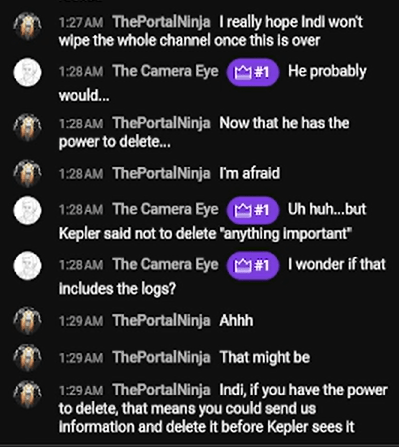 1:27 AM ThePortalNinja I really hope Indi won't
wipe the whole channel once this is over
1:28 AM The Camera Eye #1 He probably
would...
1:28 AM ThePortalNinja Now that he has the
power to delete...
1:28 AM ThePortalNinja I'm afraid
1:28 AM The Camera Eye #1 Uh huh...but
Kepler said not to delete "anything important"
1:28 AM The Camera Eye #1 I wonder if that
includes the logs?
1:29 AM ThePortalNinja Ahhh
1:29 AM ThePortalNinja That might be
1:29 AM ThePortalNinja Indi, if you have the power
to delete, that means you could send us
information and delete it before Kepler sees it